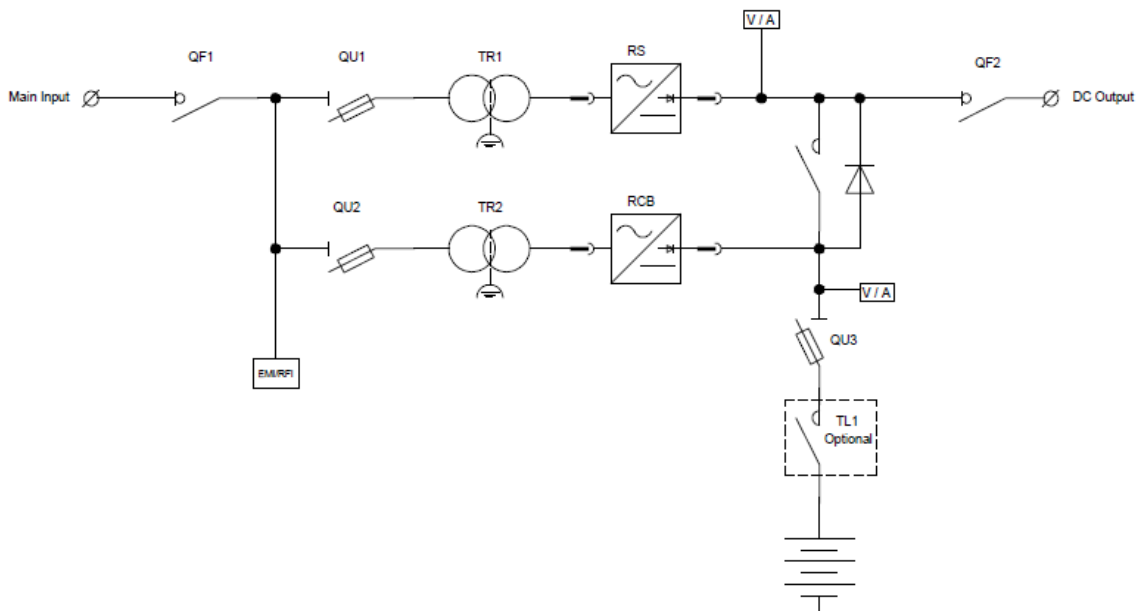 V / A
QF1
QU1
TR1
RS
QF2
Main Input
DC Output
QU2
TR2
RCB
V / A
QU3
EMI/RFI
TL1
Optional